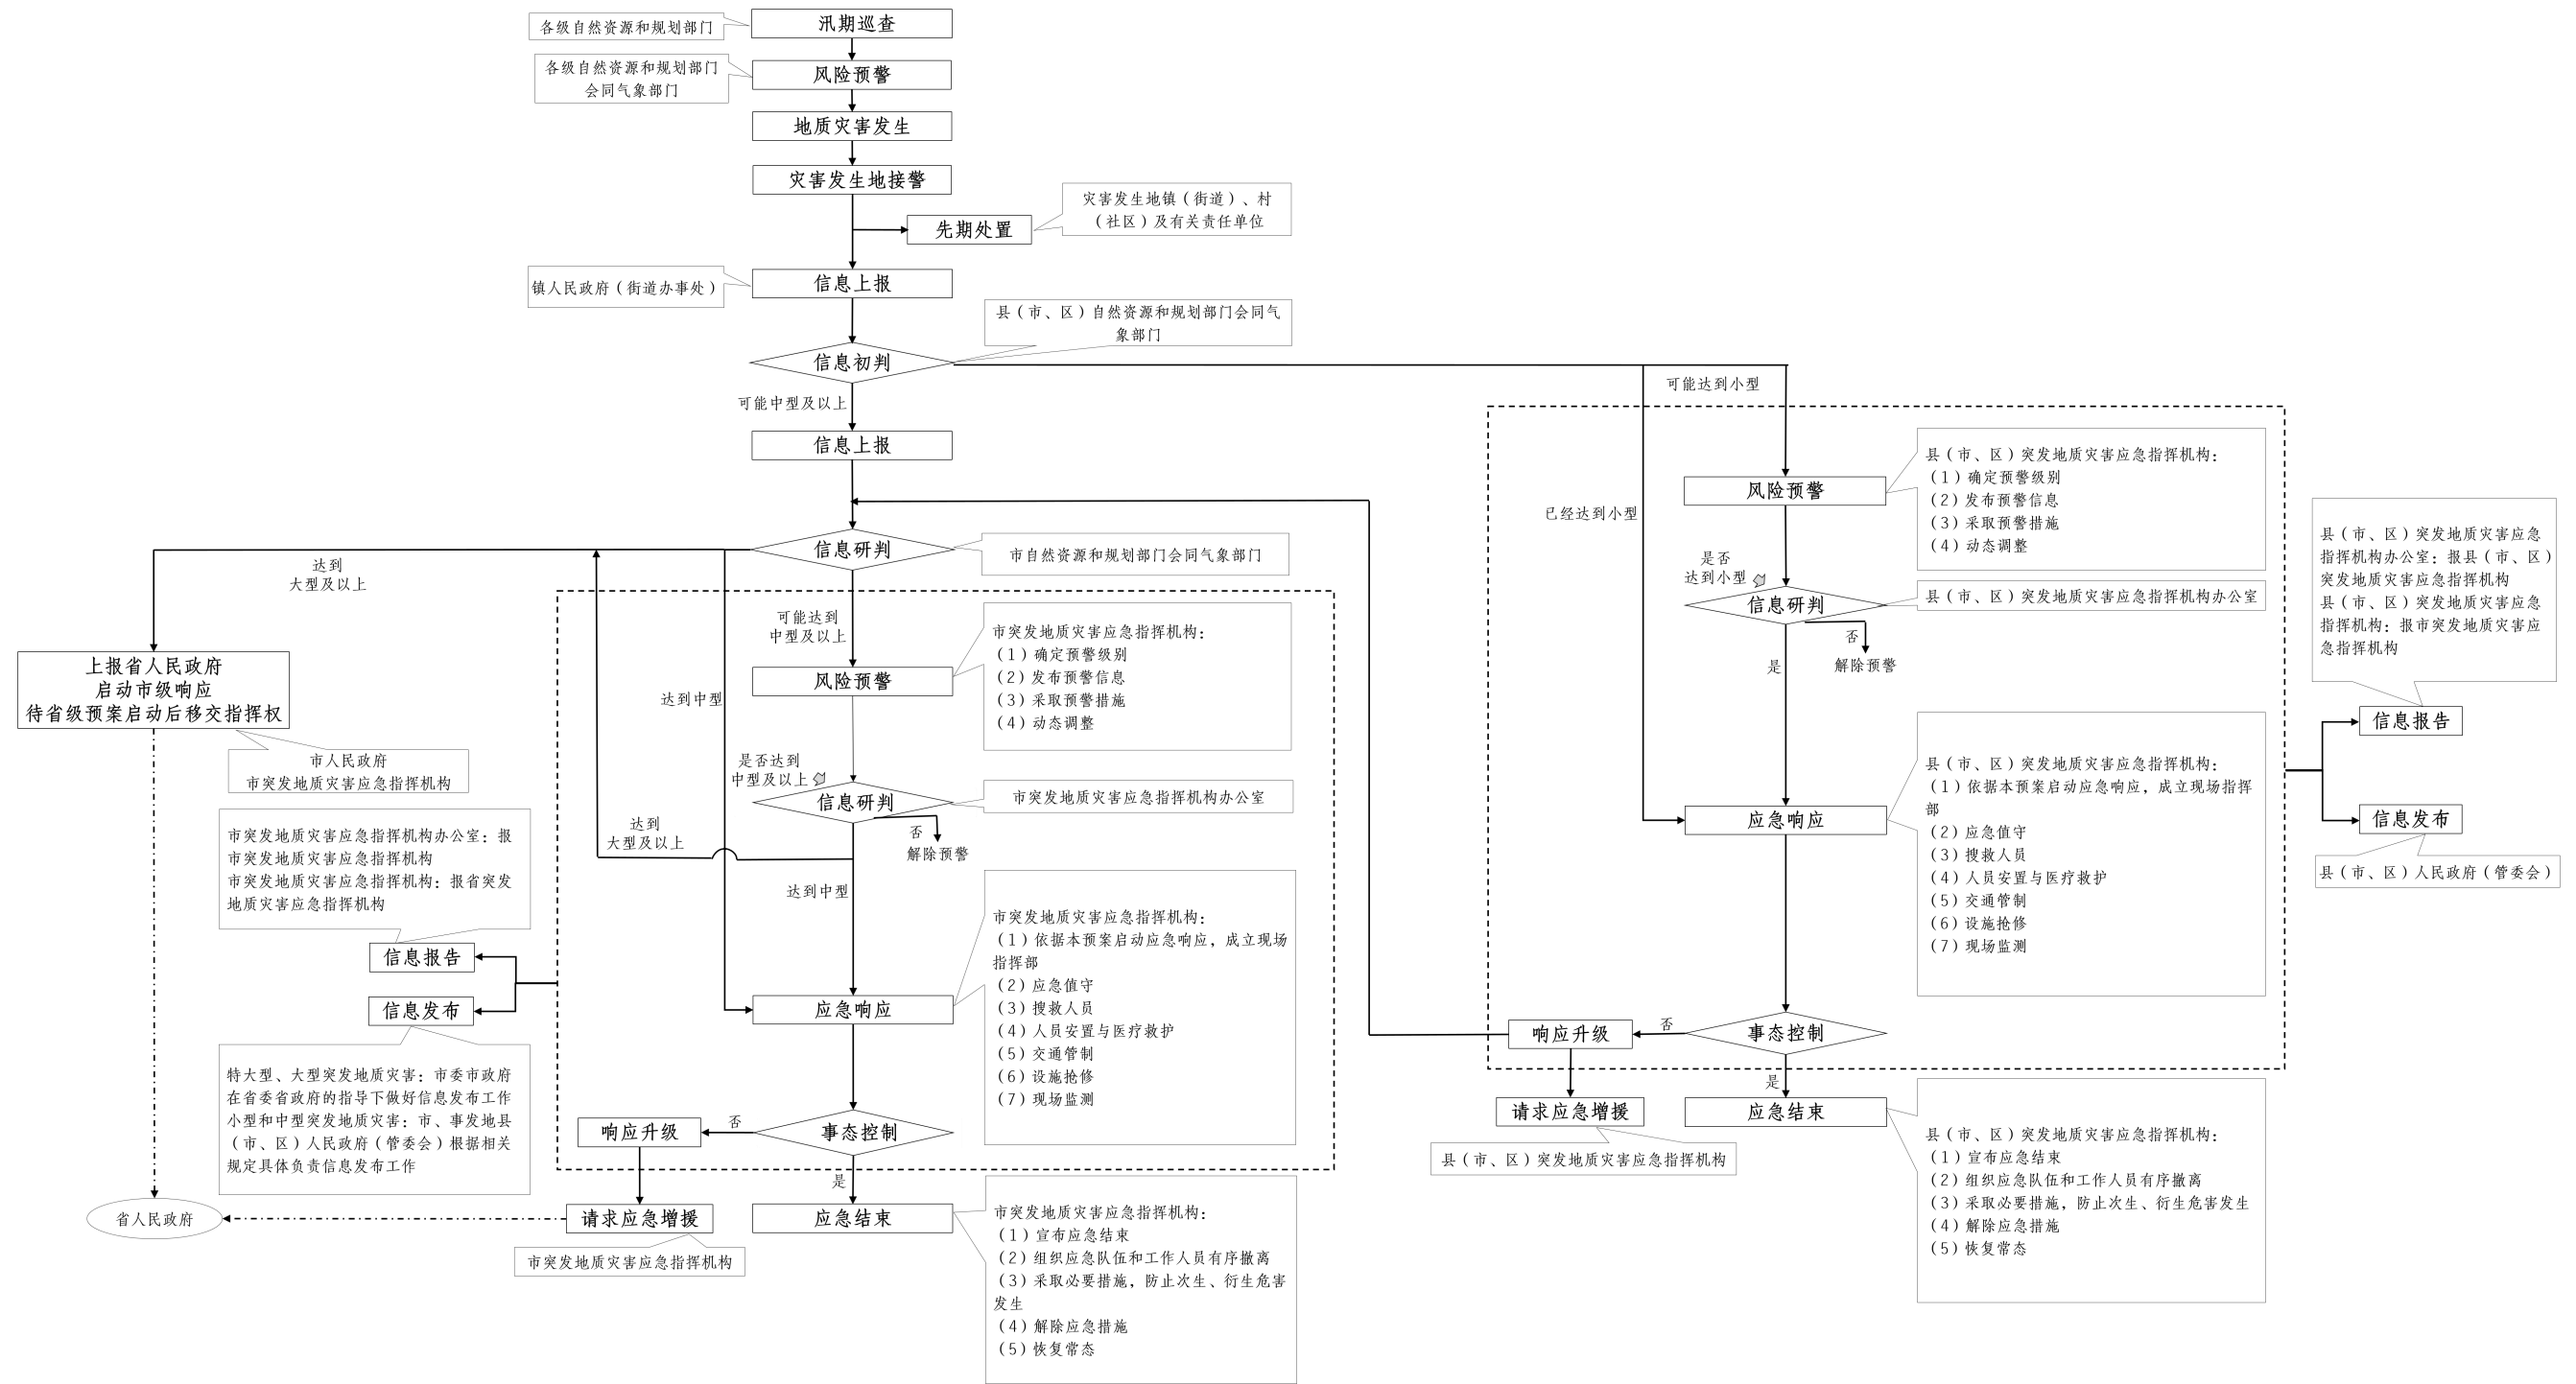 各级自然资源和规划部门
汛期巡查
各级自然资源和规划部门
会同气象部门
风险预警
地质灾害发生
灾害发生地接警
先期处置
灾害发生地镇（街道）、村
（社区）及有关责任单位
镇人民政府（街道办事处）
信息上报
县（市、区）自然资源和规划部门会同气
象部门
信息初判
可能中型及以上
信息上报
信息研判
市自然资源和规划部门会同气象部门
达到
大型及以上
上报省人民政府
启动市级响应
待省级预案启动后移交指挥权
市人民政府
市突发地质灾害应急指挥机构
可能达到
中型及以上
达到中型
风险预警
市突发地质灾害应急指挥机构：
（1）确定预警级别
（2）发布预警信息
（3）采取预警措施
（4）动态调整
是否达到
中型及以上
信息研判
市突发地质灾害应急指挥机构办公室
否
解除预警
达到
大型及以上
达到中型
市突发地质灾害应急指挥机构办公室：报
市突发地质灾害应急指挥机构
市突发地质灾害应急指挥机构：报省突发
地质灾害应急指挥机构
信息报告
信息发布
特大型、大型突发地质灾害：市委市政府
在省委省政府的指导下做好信息发布工作
小型和中型突发地质灾害：市、事发地县
（市、区）人民政府（管委会）根据相关
规定具体负责信息发布工作
应急响应
市突发地质灾害应急指挥机构：
（1）依据本预案启动应急响应，成立现场
指挥部
（2）应急值守
（3）搜救人员
（4）人员安置与医疗救护
（5）交通管制
（6）设施抢修
（7）现场监测
事态控制
否
响应升级
是
省人民政府
请求应急增援
市突发地质灾害应急指挥机构
应急结束
市突发地质灾害应急指挥机构：
（1）宣布应急结束
（2）组织应急队伍和工作人员有序撤离
（3）采取必要措施，防止次生、衍生危害
发生
（4）解除应急措施
（5）恢复常态
可能达到小型
已经达到小型
风险预警
县（市、区）突发地质灾害应急指挥机构：
（1）确定预警级别
（2）发布预警信息
（3）采取预警措施
（4）动态调整
是否
达到小型
信息研判
县（市、区）突发地质灾害应急指挥机构办公室
否
解除预警
是
应急响应
县（市、区）突发地质灾害应急指挥机构：
（1）依据本预案启动应急响应，成立现场指挥
部
（2）应急值守
（3）搜救人员
（4）人员安置与医疗救护
（5）交通管制
（6）设施抢修
（7）现场监测
事态控制
否
响应升级
是
请求应急增援
县（市、区）突发地质灾害应急指挥机构
应急结束
县（市、区）突发地质灾害应急指挥机构：
（1）宣布应急结束
（2）组织应急队伍和工作人员有序撤离
（3）采取必要措施，防止次生、衍生危害发生
（4）解除应急措施
（5）恢复常态
县（市、区）突发地质灾害应急
指挥机构办公室：报县（市、区）
突发地质灾害应急指挥机构
县（市、区）突发地质灾害应急
指挥机构：报市突发地质灾害应
急指挥机构
信息报告
信息发布
县（市、区）人民政府（管委会）